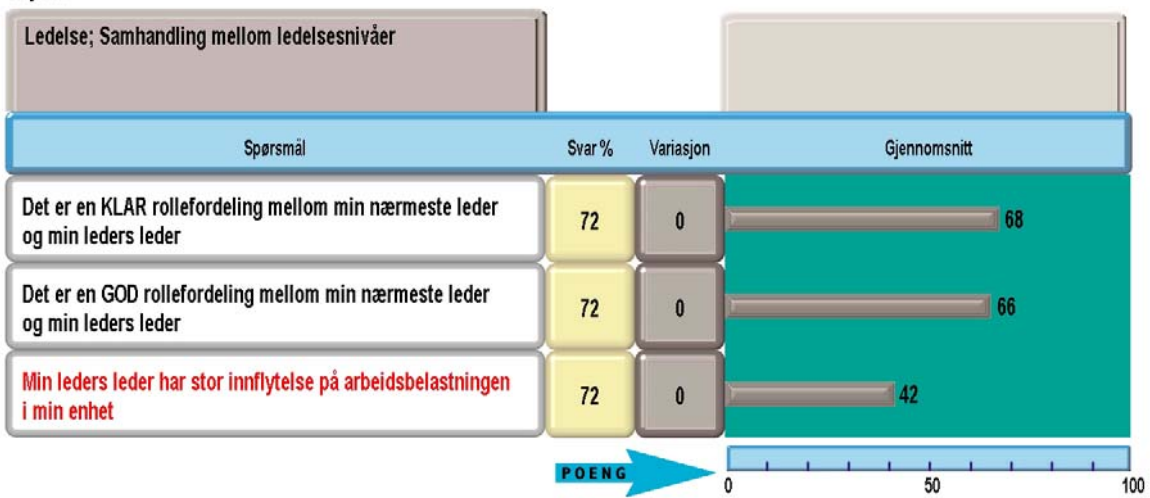 Ledelse; Samhandling mellom ledelsesnivåer
Spørsmål Svar % Variasjon Gjennomsnitt
Det er en KLAR rollefordeling mellom min nærmeste leder
og min leders leder
72 0 68
Det er en GOD rollefordeling mellom min nærmeste leder
og min leders leder
72 0 66
Min leders leder har stor innflytelse på arbeidsbelastningen
i min enhet
72 0 42
POENG
0 50 100